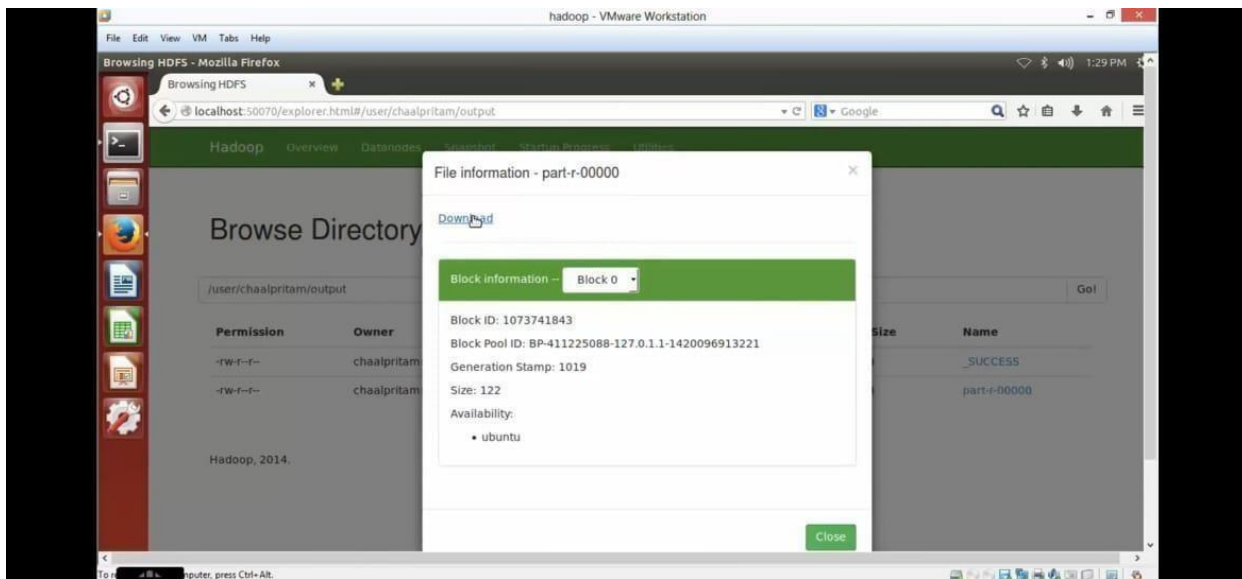 hadoop - VMware Workstation
File Edit View VM Tabs Help
Browsing HDFS - Mozilla Firefox
1:29 PM
Browsing HDFS
localhost:50070/explorer.html#/user/chaalpritam/output
Google
Hadoop Overview Datanodes Snapshot Startup Progress Utilities
File information - part-r-00000
Download
Browse Directory
Block information -- Block 0
/user/chaalpritam/output
Go!
Block ID: 1073741843
Permission Owner Size Name
Block Pool ID: BP-411225088-127.0.1.1-1420096913221
-rw-r--r-- chaalpritam _SUCCESS
Generation Stamp: 1019
Size: 122
-rw-r--r-- chaalpritam part-r-00000
Availability:
• ubuntu
Hadoop, 2014.
Close
press Ctrl+Alt.